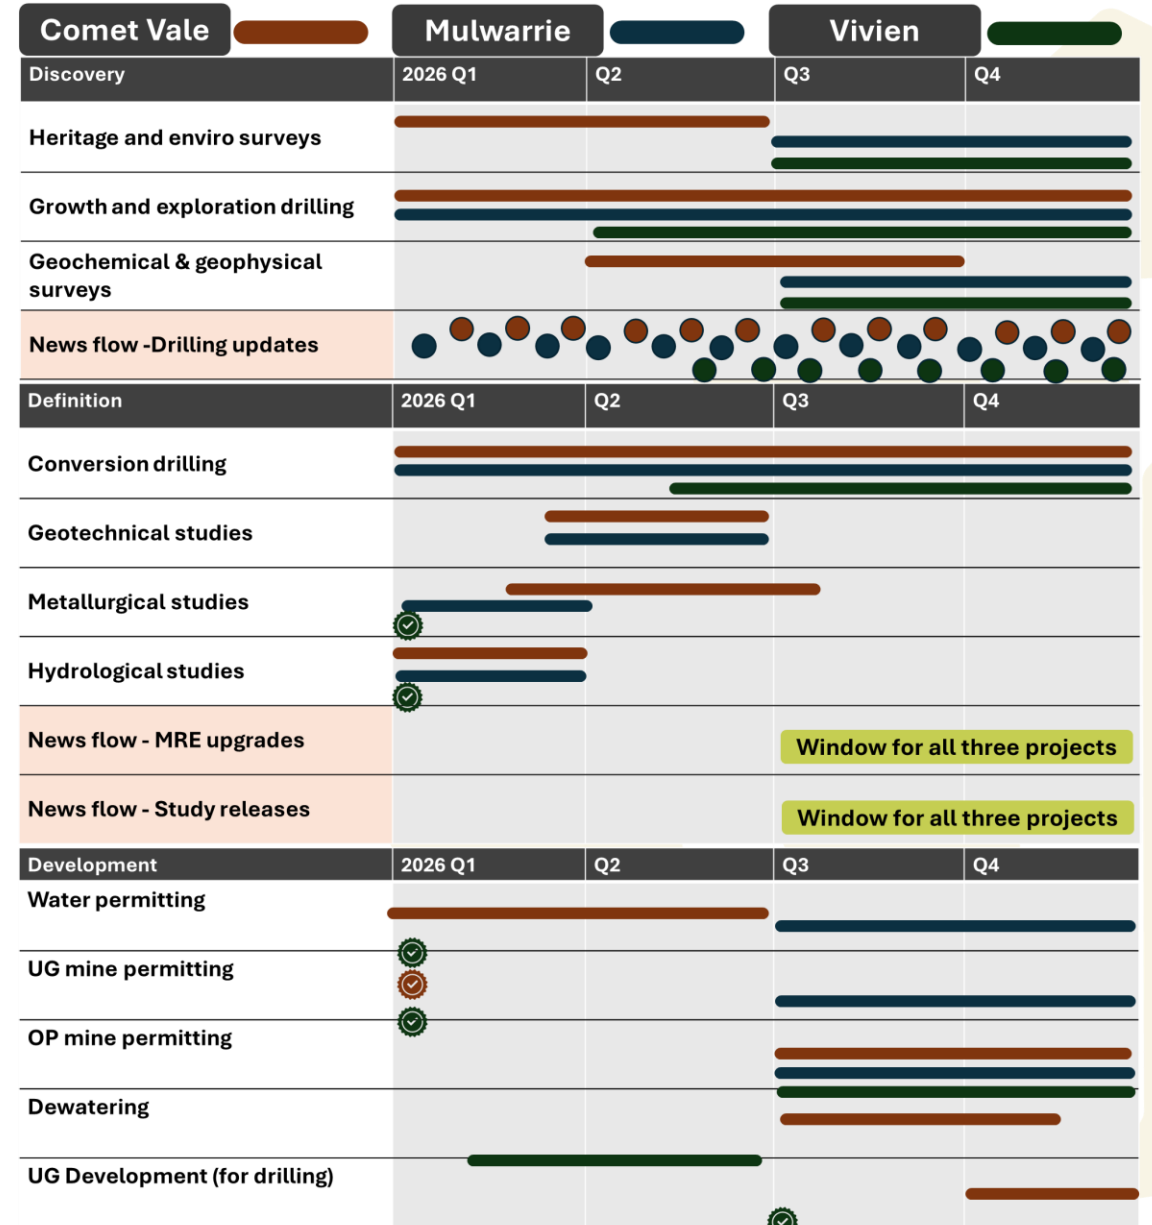 Comet Vale
Mulwarrie
Vivien
Discovery
2026 Q1
Q2
Q3
Q4
Heritage and enviro surveys
Growth and exploration drilling
Geochemical & geophysical
surveys
News flow -Drilling updates
Definition
2026 Q1
Q2
Q3
Q4
Conversion drilling
Geotechnical studies
Metallurgical studies
Hydrological studies
News flow - MRE upgrades
Window for all three projects
News flow - Study releases
Window for all three projects
Development
2026 Q1
Q2
Q3
Q4
Water permitting
UG mine permitting
OP mine permitting
Dewatering
UG Development (for drilling)